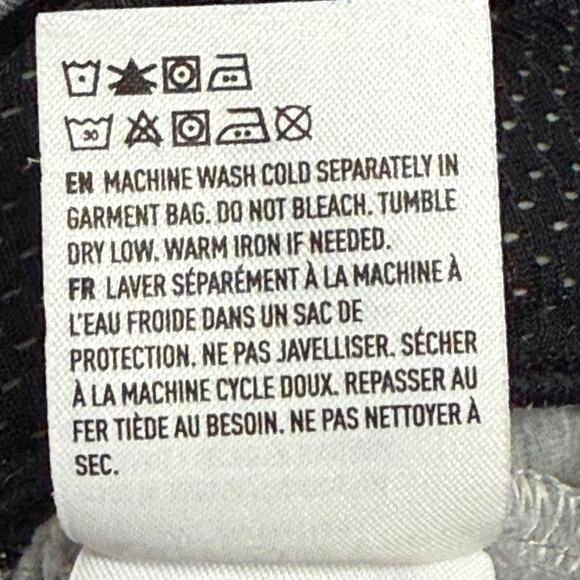 30
EN MACHINE WASH COLD SEPARATELY IN
GARMENT BAG. DO NOT BLEACH. TUMBLE
DRY LOW. WARM IRON IF NEEDED.
FR LAVER SÉPARÉMENT À LA MACHINE À
L'EAU FROIDE DANS UN SAC DE
PROTECTION. NE PAS JAVELLISER. SÉCHER
À LA MACHINE CYCLE DOUX. REPASSER AU
FER TIÈDE AU BESOIN. NE PAS NETTOYER À
SEC.